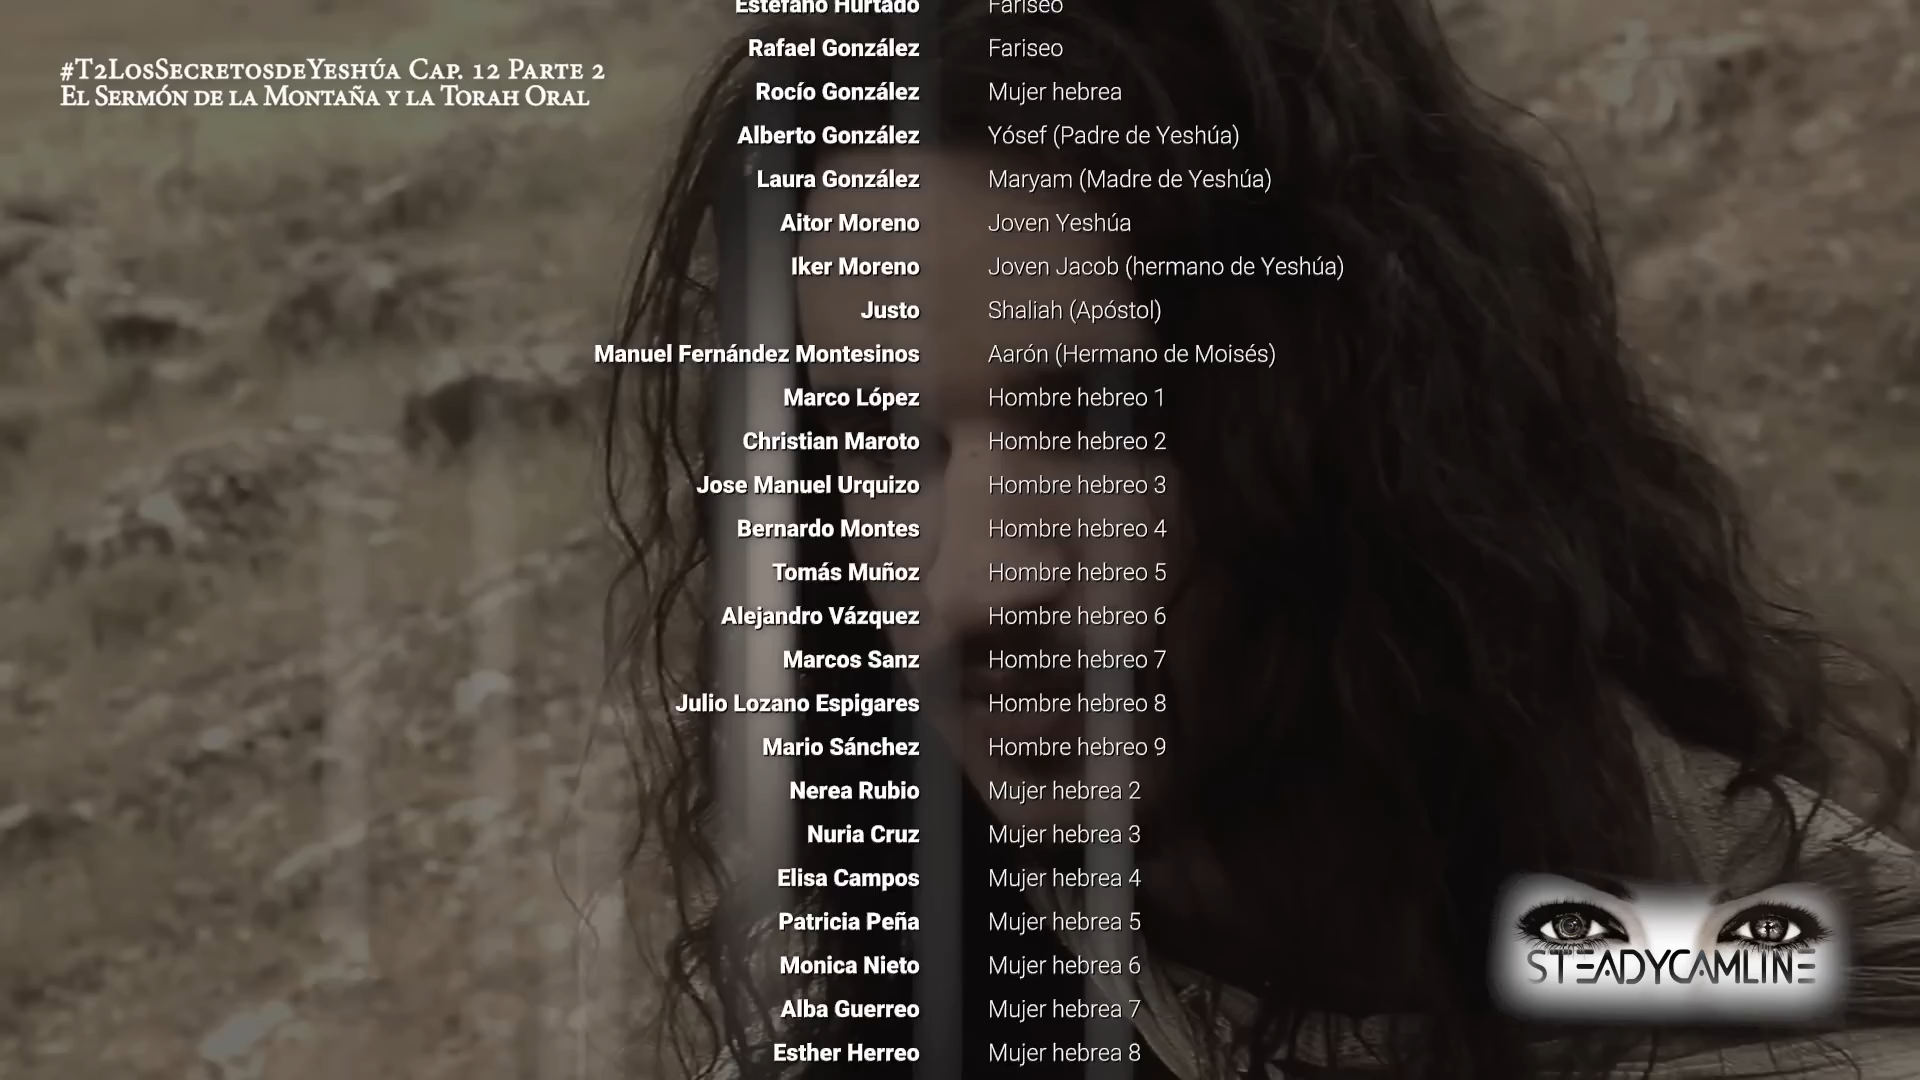 Estefano Hurtado Fariseo
#T2LosSecretosdeYeshúa Cap. 12 Parte 2
El Sermón de la Montaña y la Torah Oral
Rafael González Fariseo
Rocío González Mujer hebrea
Alberto González Yósef (Padre de Yeshúa)
Laura González Maryam (Madre de Yeshúa)
Aitor Moreno Joven Yeshúa
Iker Moreno Joven Jacob (hermano de Yeshúa)
Justo Shaliah (Apóstol)
Manuel Fernández Montesinos Aarón (Hermano de Moisés)
Marco López Hombre hebreo 1
Christian Maroto Hombre hebreo 2
Jose Manuel Urquizo Hombre hebreo 3
Bernardo Montes Hombre hebreo 4
Tomás Muñoz Hombre hebreo 5
Alejandro Vázquez Hombre hebreo 6
Marcos Sanz Hombre hebreo 7
Julio Lozano Espigares Hombre hebreo 8
Mario Sánchez Hombre hebreo 9
Nerea Rubio Mujer hebrea 2
Nuria Cruz Mujer hebrea 3
Elisa Campos Mujer hebrea 4
Patricia Peña Mujer hebrea 5
Monica Nieto Mujer hebrea 6
Alba Guerreo Mujer hebrea 7
Esther Herreo Mujer hebrea 8
STEADYCAMLINE